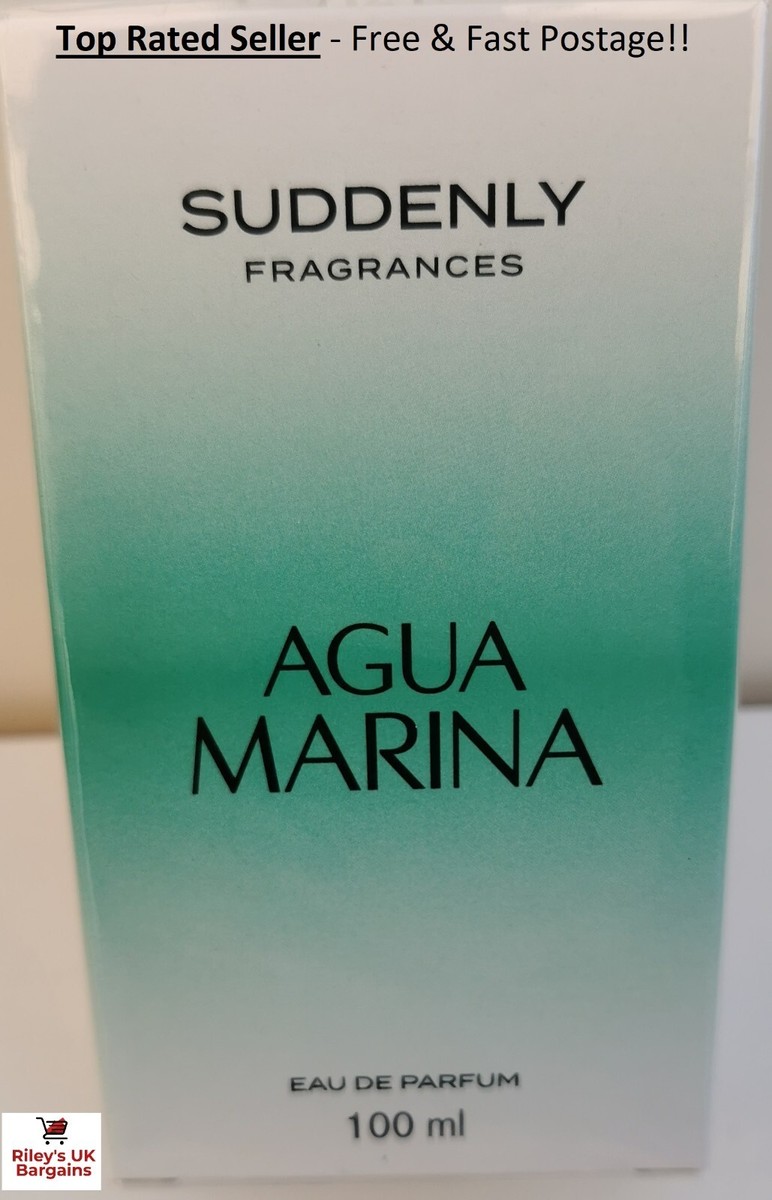 Top Rated Seller - Free & Fast Postage!!
SUDDENLY
FRAGRANCES
AGUA
MARINA
EAU DE PARFUM
100 ml
Riley's UK
Bargains